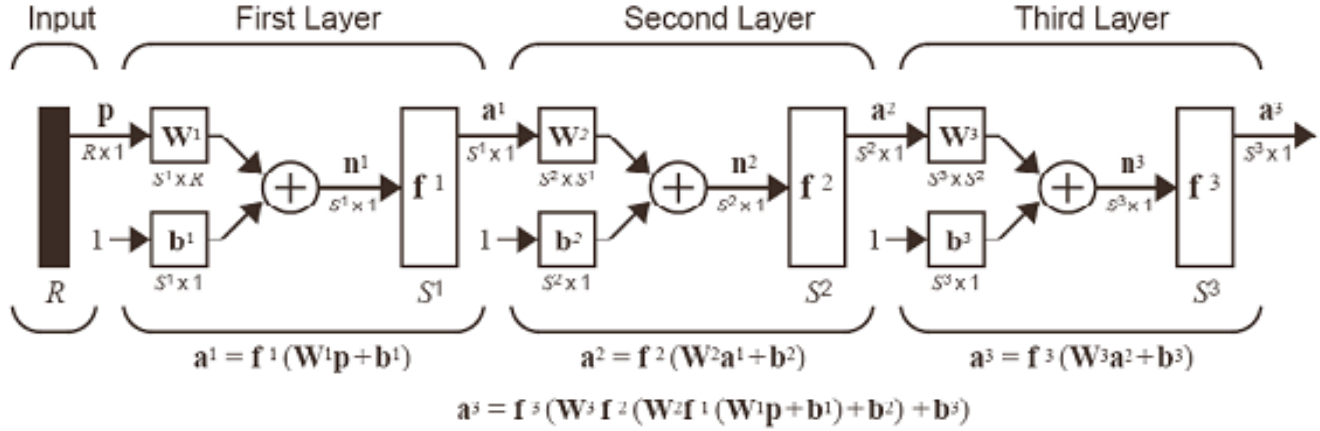 Input First Layer Second Layer Third Layer
p a¹ a² a³
W¹ W² W³
R x 1 S¹ x 1 S² x 1 S³ x 1
n¹ n² n³
S¹ x R S² x S¹ S³ x S²
+ + +
f ¹ f ² f ³
S¹ x 1 S² x 1 S³ x 1
1 b¹ 1 b² 1 b³
S¹ x 1 S² x 1 S³ x 1
R S¹ S² S³
a¹ = f ¹ (W¹p + b¹) a² = f ² (W²a¹ + b²) a³ = f ³ (W³a² + b³)
a³ = f ³ (W³ f ² (W²f ¹ (W¹p + b¹) + b²) + b³)